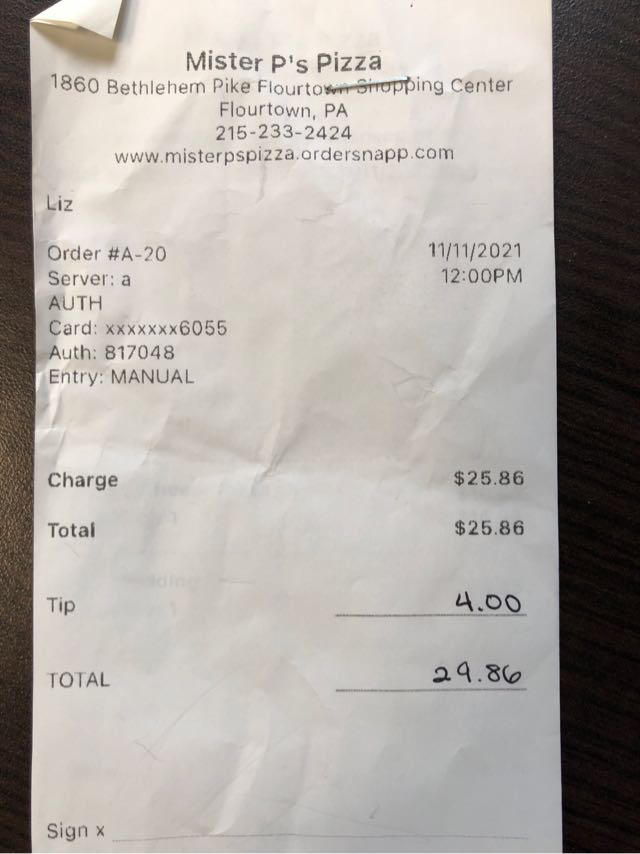 Mister P's Pizza
1860 Bethlehem Pike Flourtown Shopping Center
Flourtown, PA
215-233-2424
www.misterpspizza.ordersnapp.com
Liz
Order #A-20 11/11/2021
Server: a 12:00PM
AUTH
Card: xxxxxxx6055
Auth: 817048
Entry: MANUAL
Charge $25.86
Total $25.86
Tip 4.00
TOTAL 29.86
Sign x